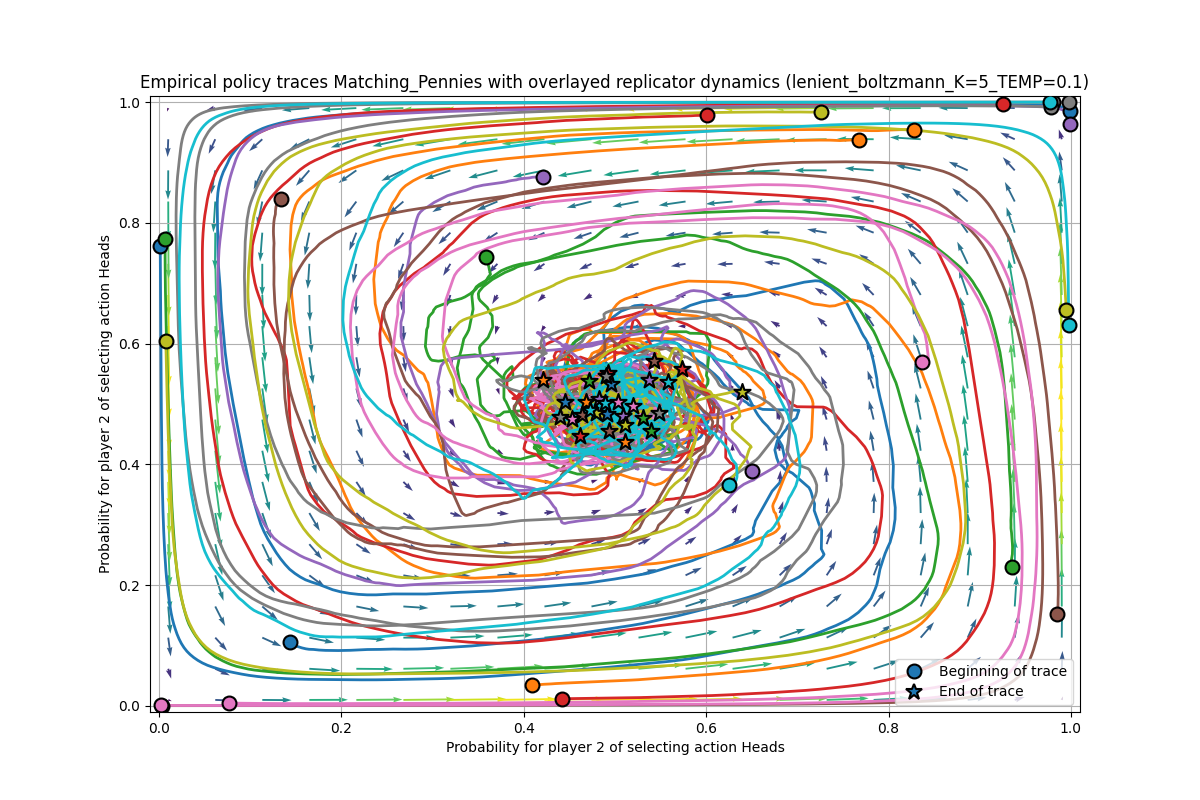 Empirical policy traces Matching_Pennies with overlayed replicator dynamics (lenient_boltzmann_K=5_TEMP=0.1)
1.0
0.8
0.6
0.4
0.2
0.0
Probability for player 2 of selecting action Heads
Beginning of trace
End of trace
0.0 0.2 0.4 0.6 0.8 1.0
Probability for player 2 of selecting action Heads